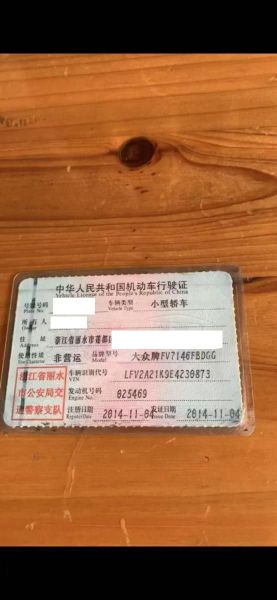 中华人民共和国机动车行驶证
Vehicle License of the People's Republic of China
号牌号码 车辆类型 小型轿车
Plate No. Vehicle Type
所有人
住址 浙江省丽水市莲都
Address
使用性质 非营运 品牌型号 大众牌FV7146FBDGG
Use Character Model
浙江省丽水 车辆识别代号 LFV2A21K9E4230873
VIN
市公安局交 发动机号码 025469
Engine No.
通警察支队 注册日期 2014-11-04 发证日期 2014-11-04
Register Date Issue Date